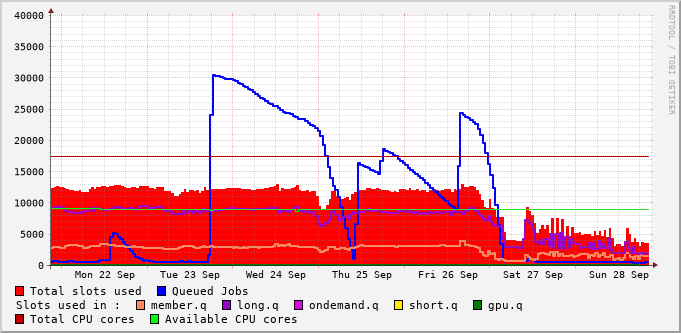 40000
35000
30000
25000
20000
15000
10000
5000
0
Mon 22 Sep Tue 23 Sep Wed 24 Sep Thu 25 Sep Fri 26 Sep Sat 27 Sep Sun 28 Sep
RRDTOOL / TOBI OETIKER
Total slots used Queued Jobs
Slots used in : member.q long.q ondemand.q short.q gpu.q
Total CPU cores Available CPU cores